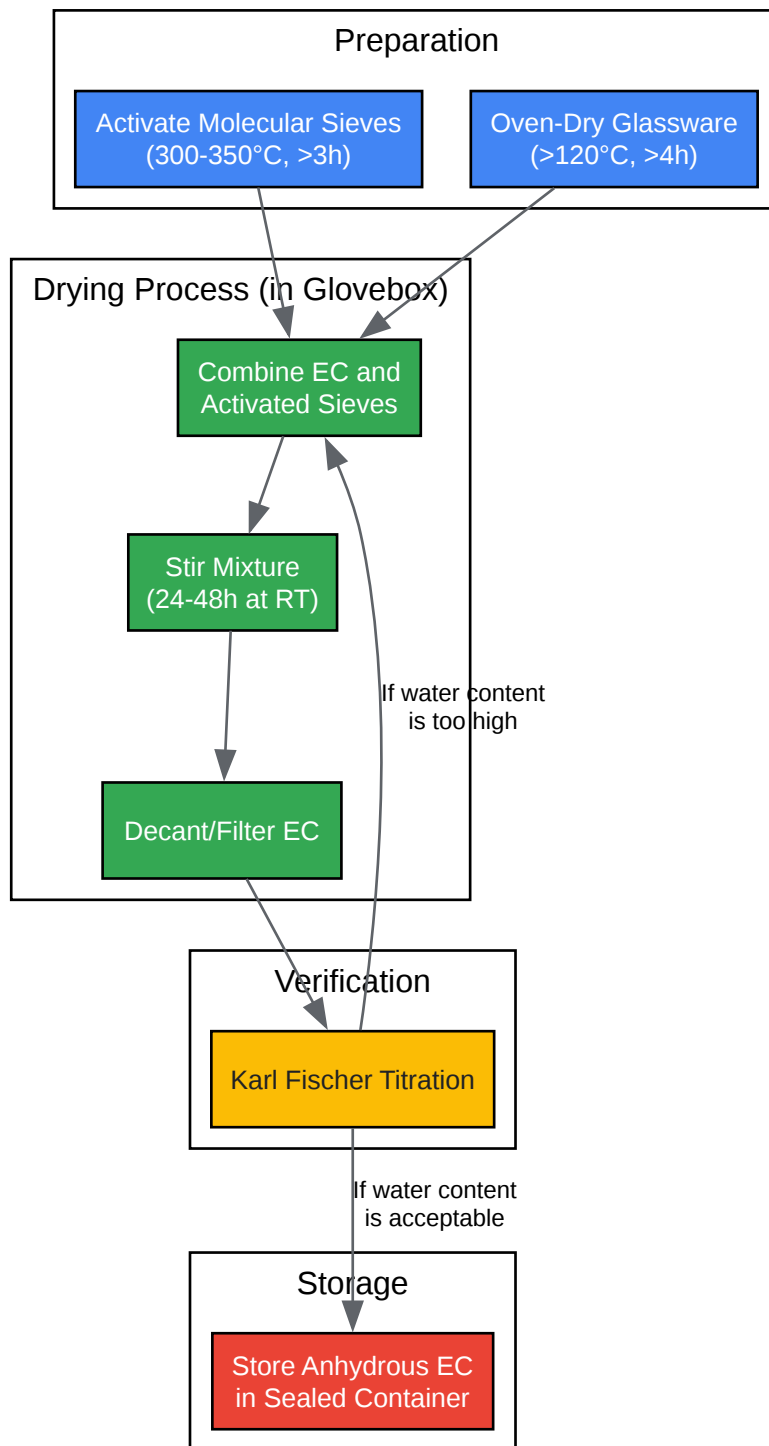 Preparation
Activate Molecular Sieves
(300-350°C, >3h)
Oven-Dry Glassware
(>120°C, >4h)
Drying Process (in Glovebox)
Combine EC and
Activated Sieves
Stir Mixture
(24-48h at RT)
If water content
is too high
Decant/Filter EC
Verification
Karl Fischer Titration
If water content
is acceptable
Storage
Store Anhydrous EC
in Sealed Container